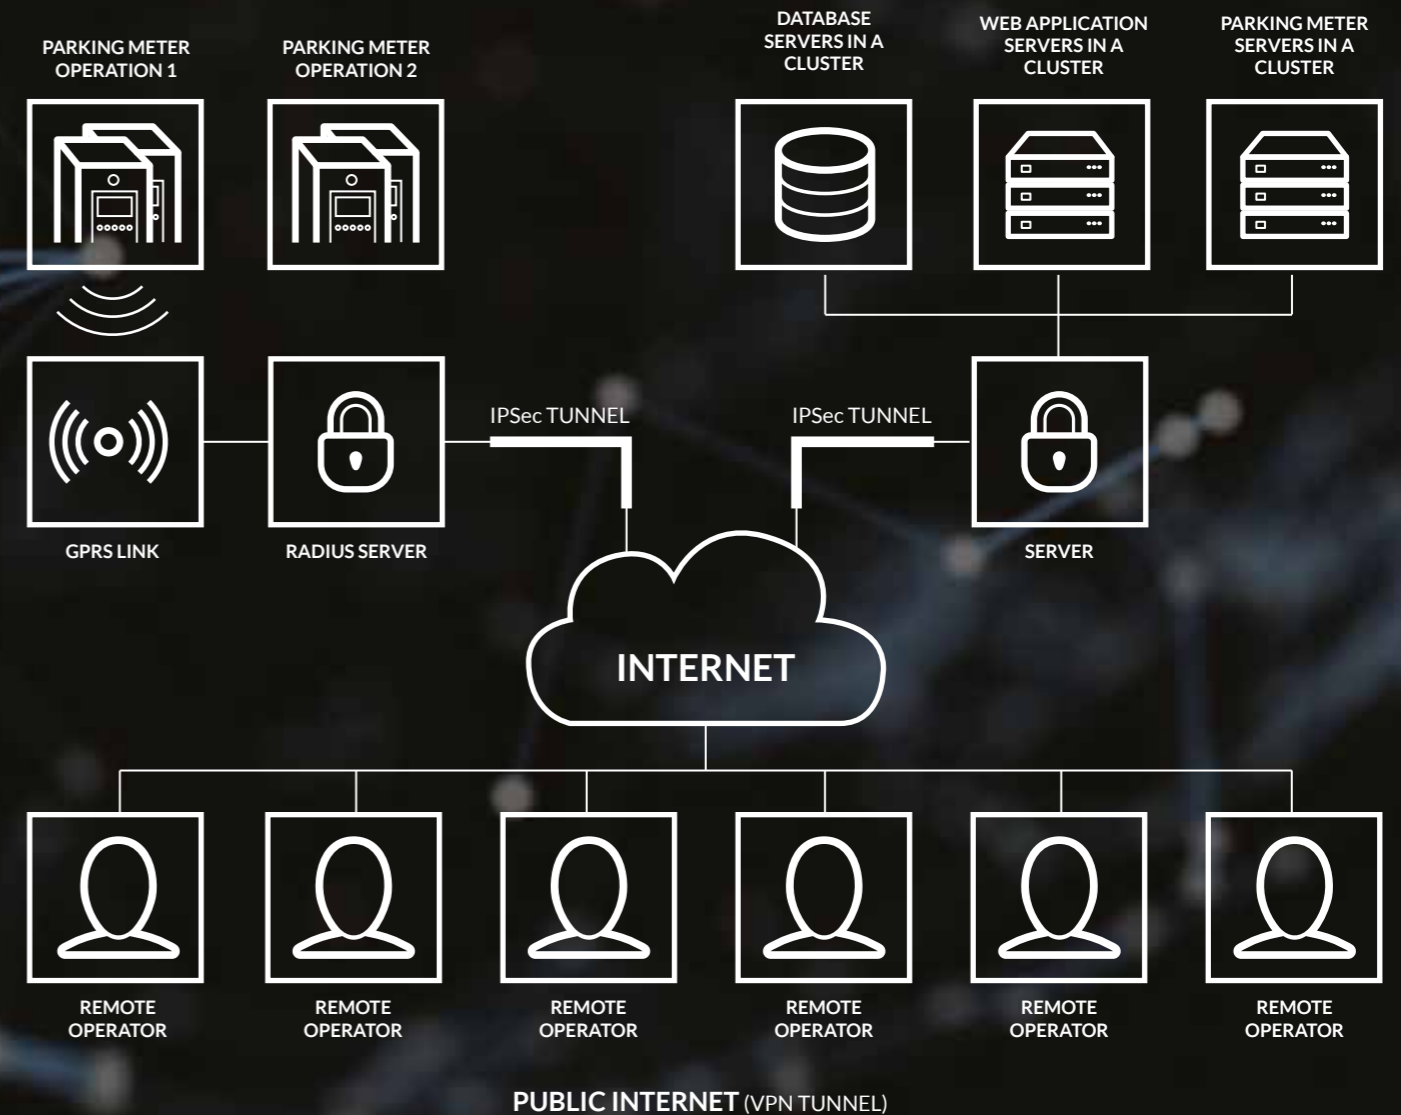 PARKING METER
OPERATION 1
PARKING METER
OPERATION 2
DATABASE
SERVERS IN A
CLUSTER
WEB APPLICATION
SERVERS IN A
CLUSTER
PARKING METER
SERVERS IN A
CLUSTER
IPSec TUNNEL
IPSec TUNNEL
GPRS LINK
RADIUS SERVER
SERVER
INTERNET
REMOTE
OPERATOR
REMOTE
OPERATOR
REMOTE
OPERATOR
REMOTE
OPERATOR
REMOTE
OPERATOR
REMOTE
OPERATOR
PUBLIC INTERNET (VPN TUNNEL)